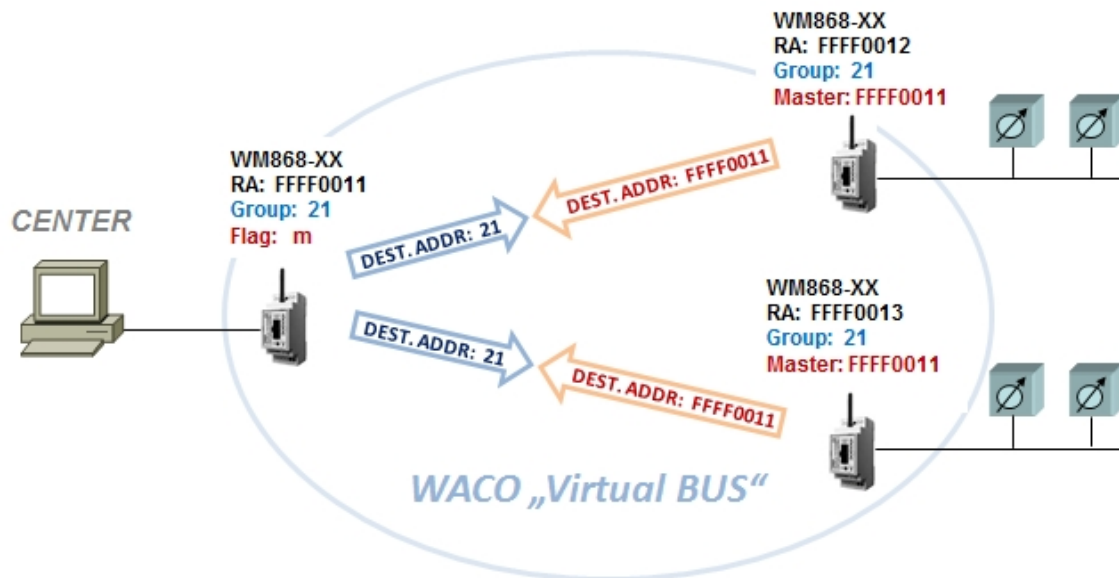 WM868-XX
RA: FFFF0012
Group: 21
Master: FFFF0011
WM868-XX
RA: FFFF0011
Group: 21
Flag: m
CENTER
DEST. ADDR: 21
DEST. ADDR: FFFF0011
WM868-XX
RA: FFFF0013
Group: 21
Master: FFFF0011
DEST. ADDR: 21
DEST. ADDR: FFFF0011
WACO „Virtual BUS“